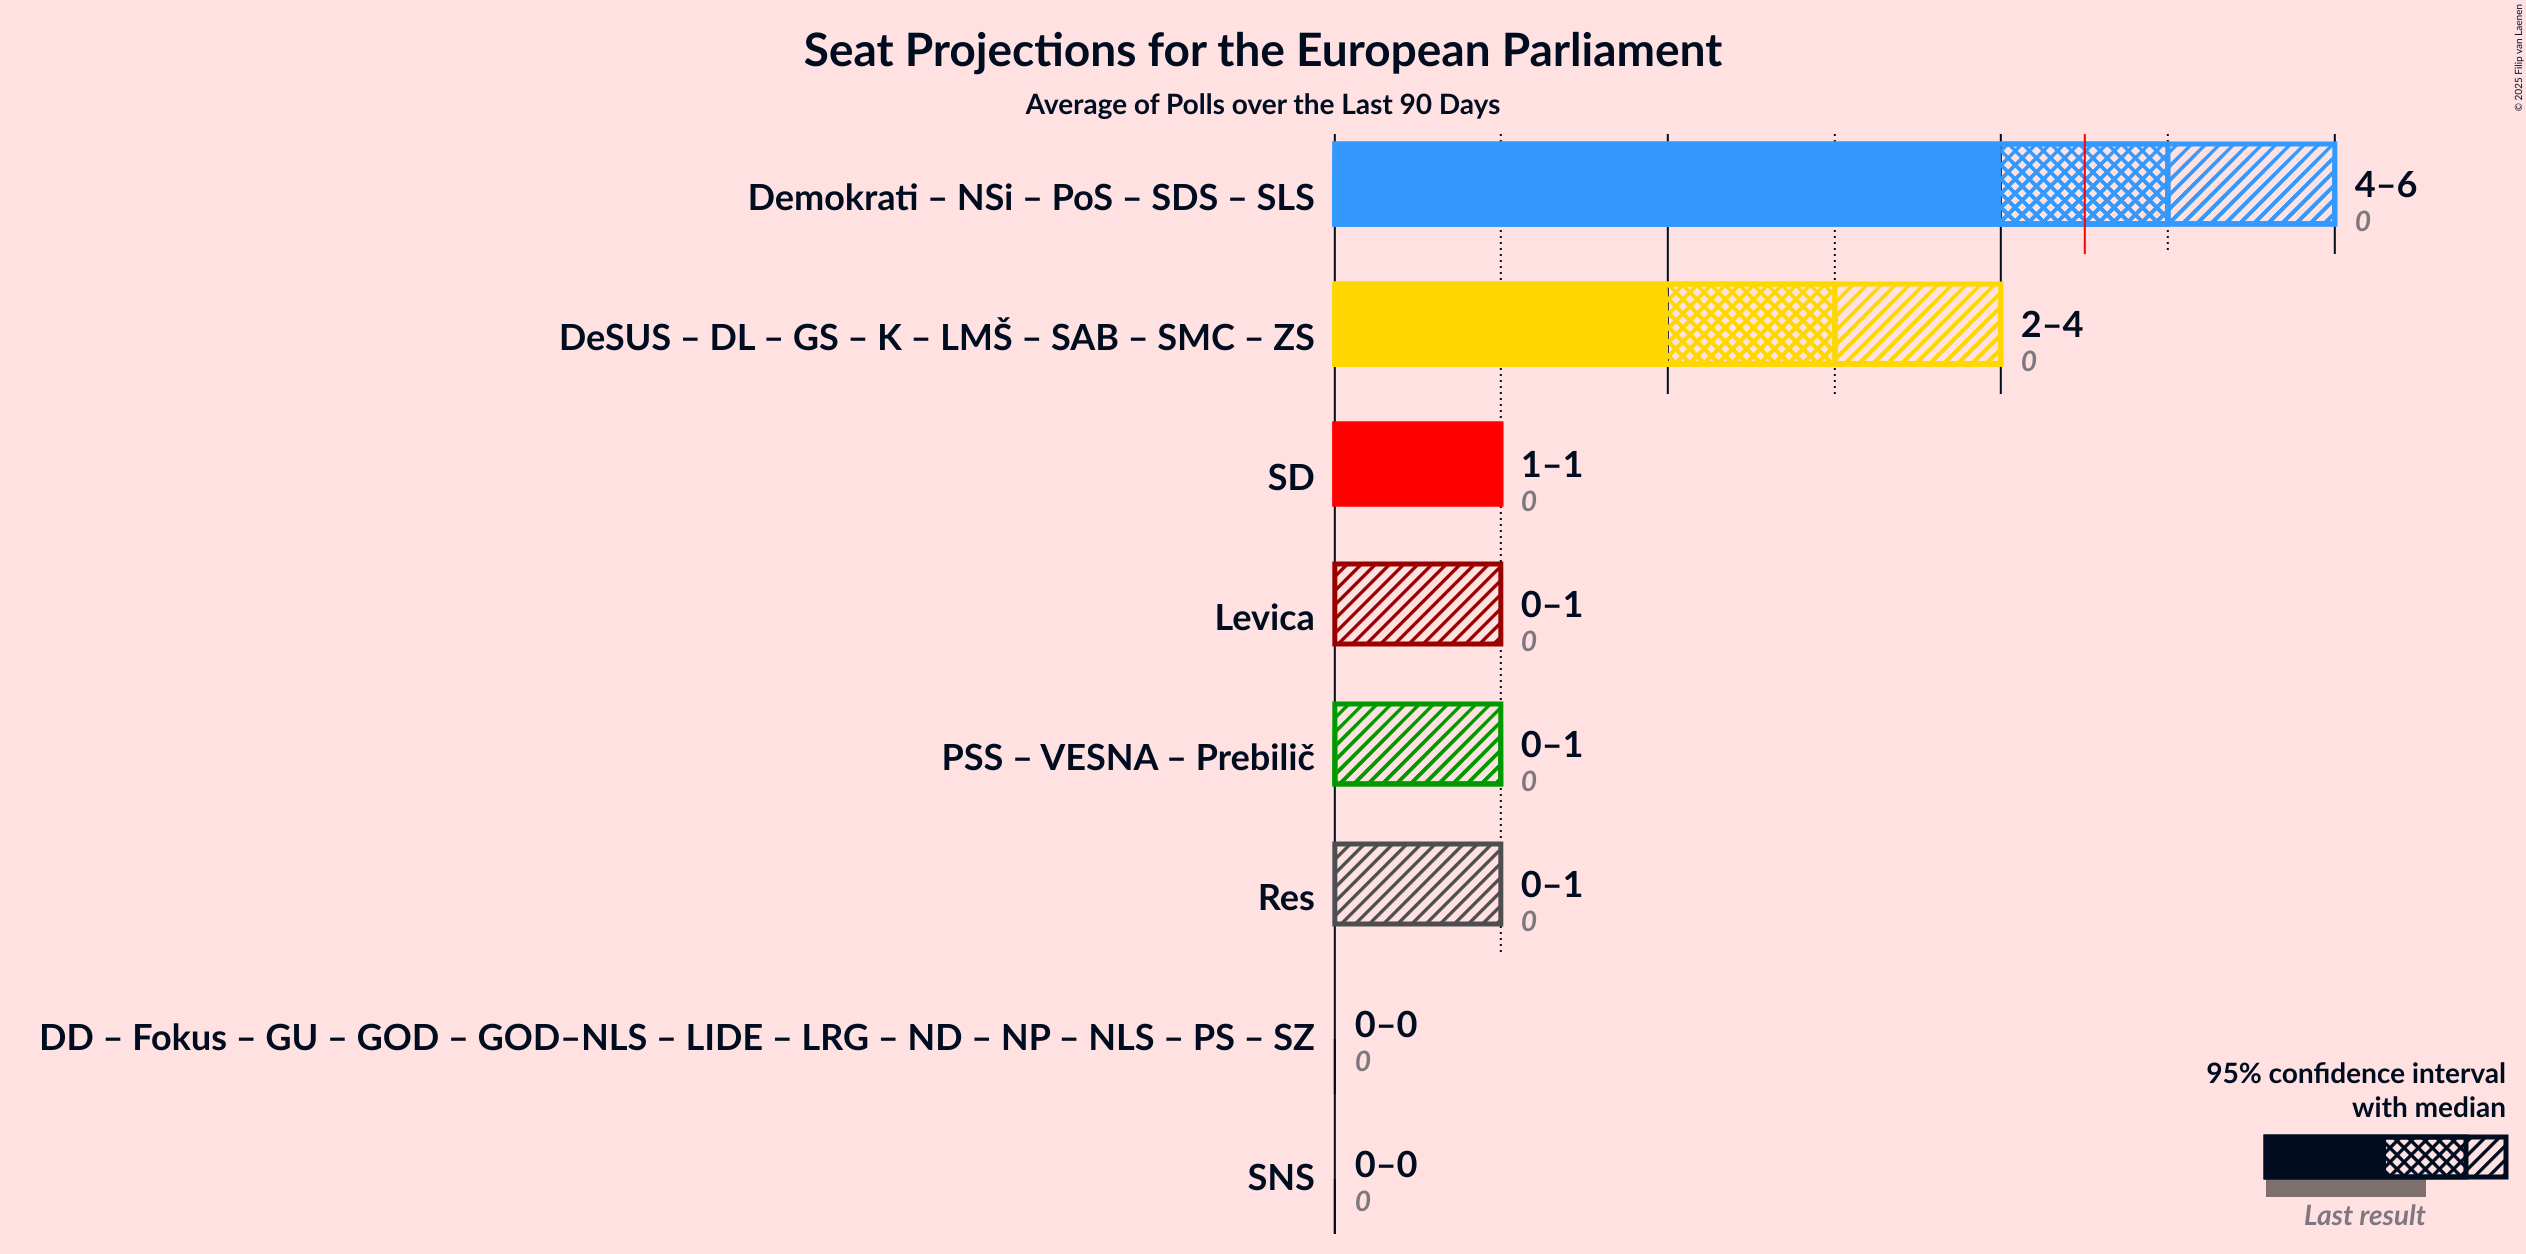 Seat Projections for the European Parliament
Average of Polls over the Last 90 Days
© 2025 Filip van Laenen
Demokrati – NSi – PoS – SDS – SLS
4–6
0
DeSUS – DL – GS – K – LMŠ – SAB – SMC – ZS
2–4
0
SD
1–1
0
Levica
0–1
0
PSS – VESNA – Prebilič
0–1
0
Res
0–1
0
DD – Fokus – GU – GOD – GOD–NLS – LIDE – LRG – ND – NP – NLS – PS – SZ
0–0
0
SNS
0–0
0
95% confidence interval
with median
Last result